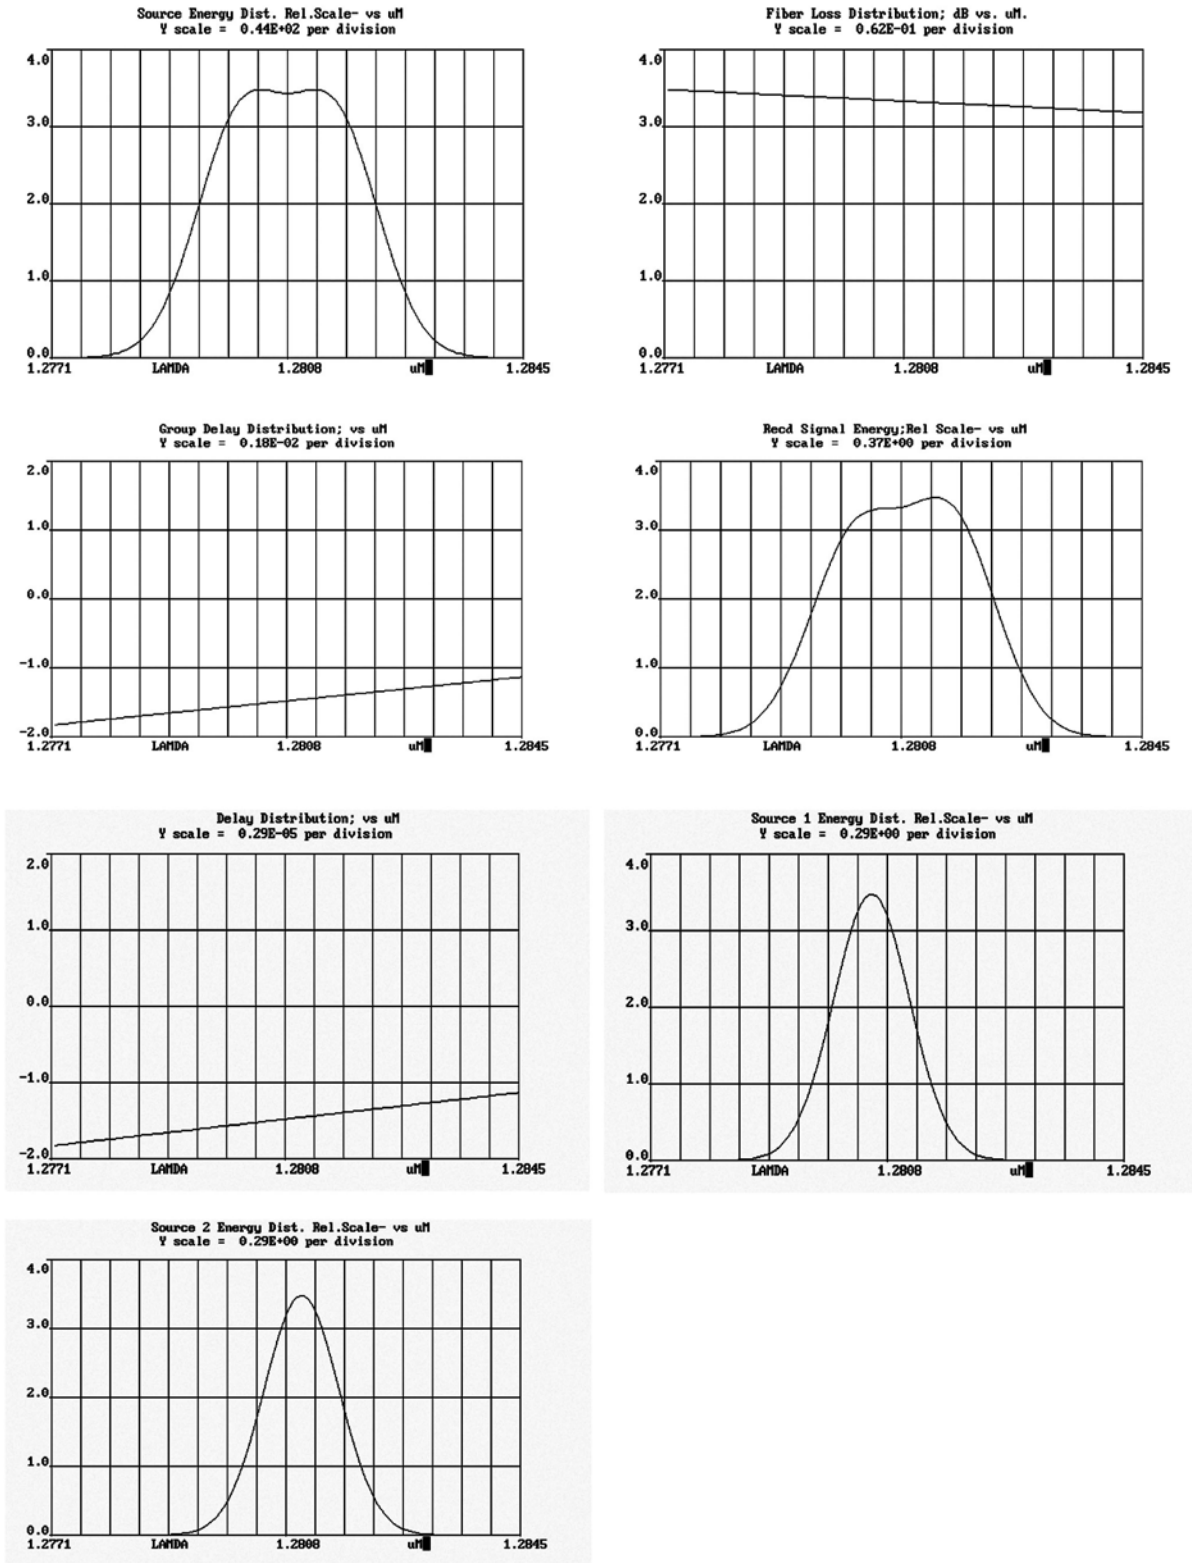 Source Energy Dist. Rel.Scale- vs uM
Y scale = 0.44E+02 per division
4.0
3.0
2.0
1.0
0.0
1.2771 LAMDA 1.2808 uM 1.2845
Fiber Loss Distribution; dB vs. uM.
Y scale = 0.62E-01 per division
4.0
3.0
2.0
1.0
0.0
1.2771 LAMDA 1.2808 uM 1.2845
Group Delay Distribution; vs uM
Y scale = 0.18E-02 per division
2.0
1.0
0.0
-1.0
-2.0
1.2771 LAMDA 1.2808 uM 1.2845
Recd Signal Energy;Rel Scale- vs uM
Y scale = 0.37E+00 per division
4.0
3.0
2.0
1.0
0.0
1.2771 LAMDA 1.2808 uM 1.2845
Delay Distribution; vs uM
Y scale = 0.29E-05 per division
2.0
1.0
0.0
-1.0
-2.0
1.2771 LAMDA 1.2808 uM 1.2845
Source 1 Energy Dist. Rel.Scale- vs uM
Y scale = 0.29E+00 per division
4.0
3.0
2.0
1.0
0.0
1.2771 LAMDA 1.2808 uM 1.2845
Source 2 Energy Dist. Rel.Scale- vs uM
Y scale = 0.29E+00 per division
4.0
3.0
2.0
1.0
0.0
1.2771 LAMDA 1.2808 uM 1.2845